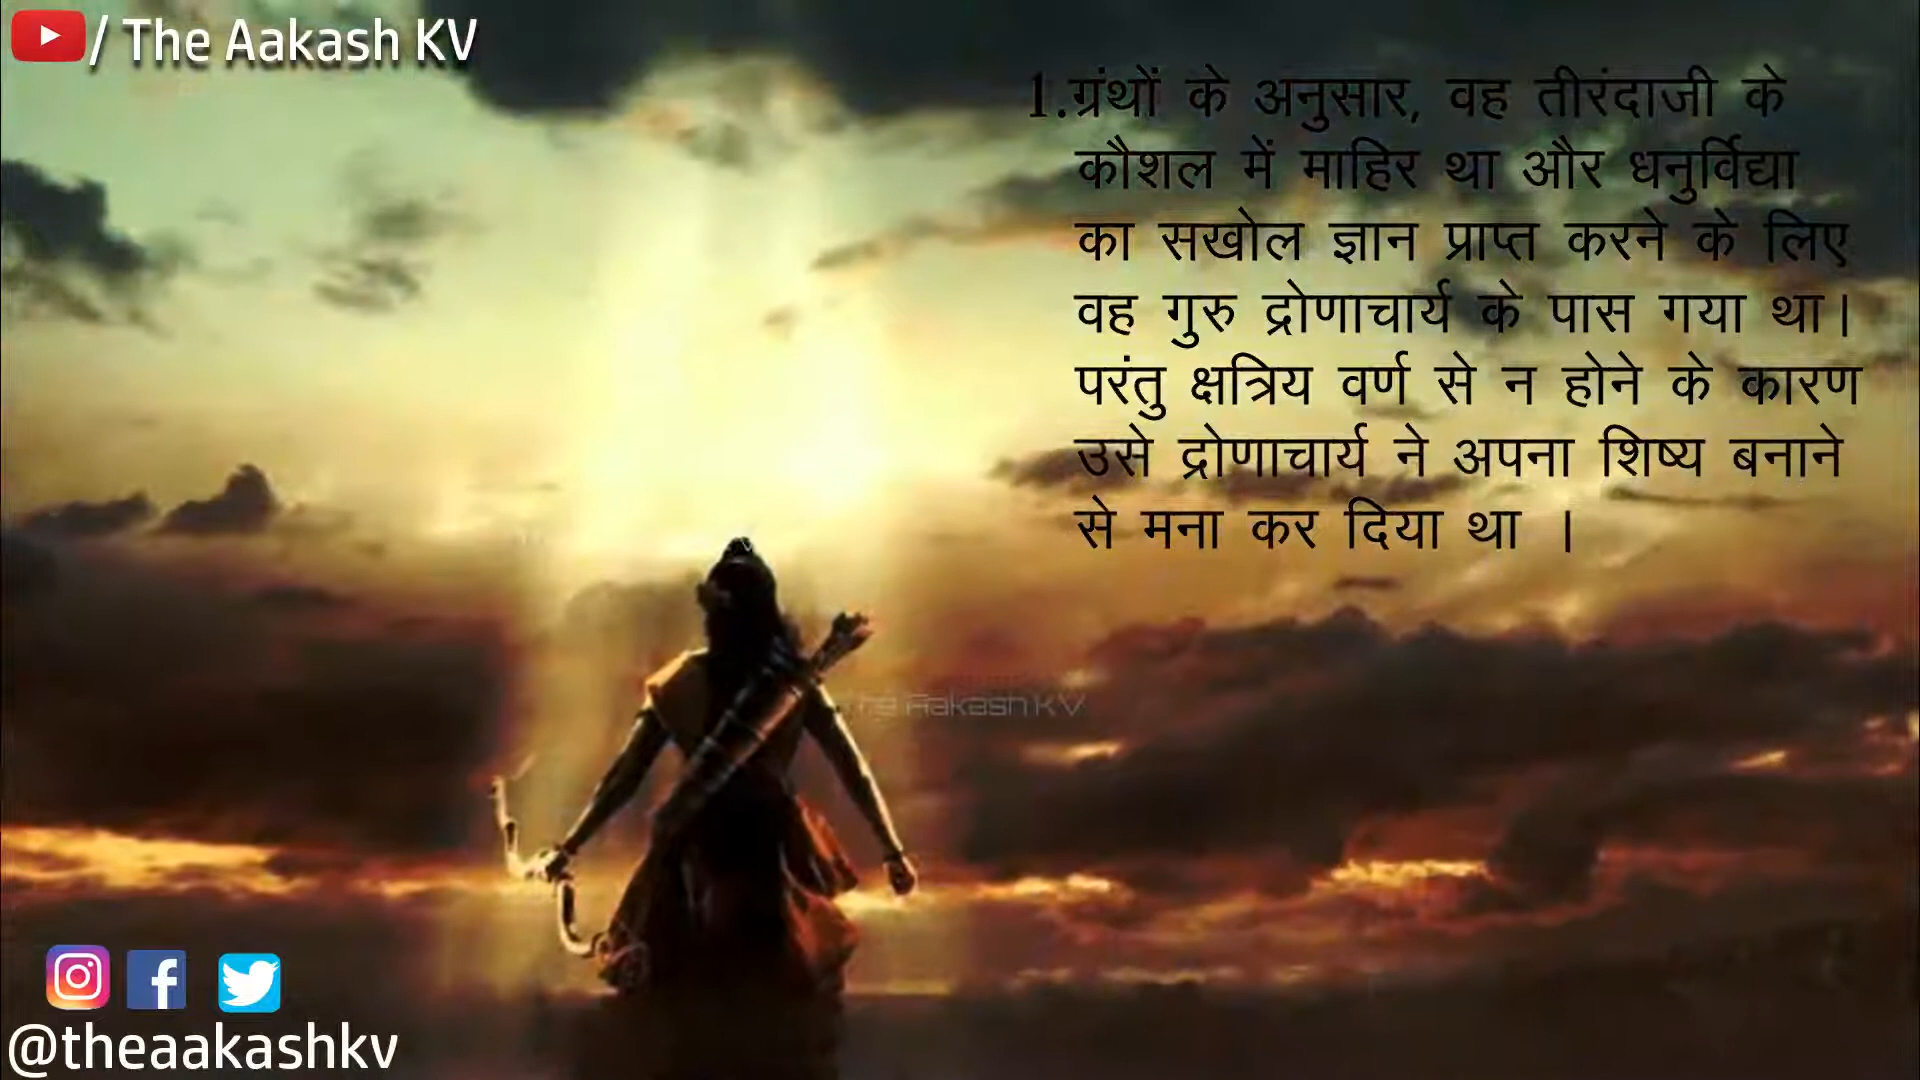 / The Aakash KV
1.ग्रंथों के अनुसार, वह तीरंदाजी के
कौशल में माहिर था और धनुर्विद्या
का सखोल ज्ञान प्राप्त करने के लिए
वह गुरु द्रोणाचार्य के पास गया था।
परंतु क्षत्रिय वर्ण से न होने के कारण
उसे द्रोणाचार्य ने अपना शिष्य बनाने
से मना कर दिया था ।
The Aakash KV
@theaakashkv